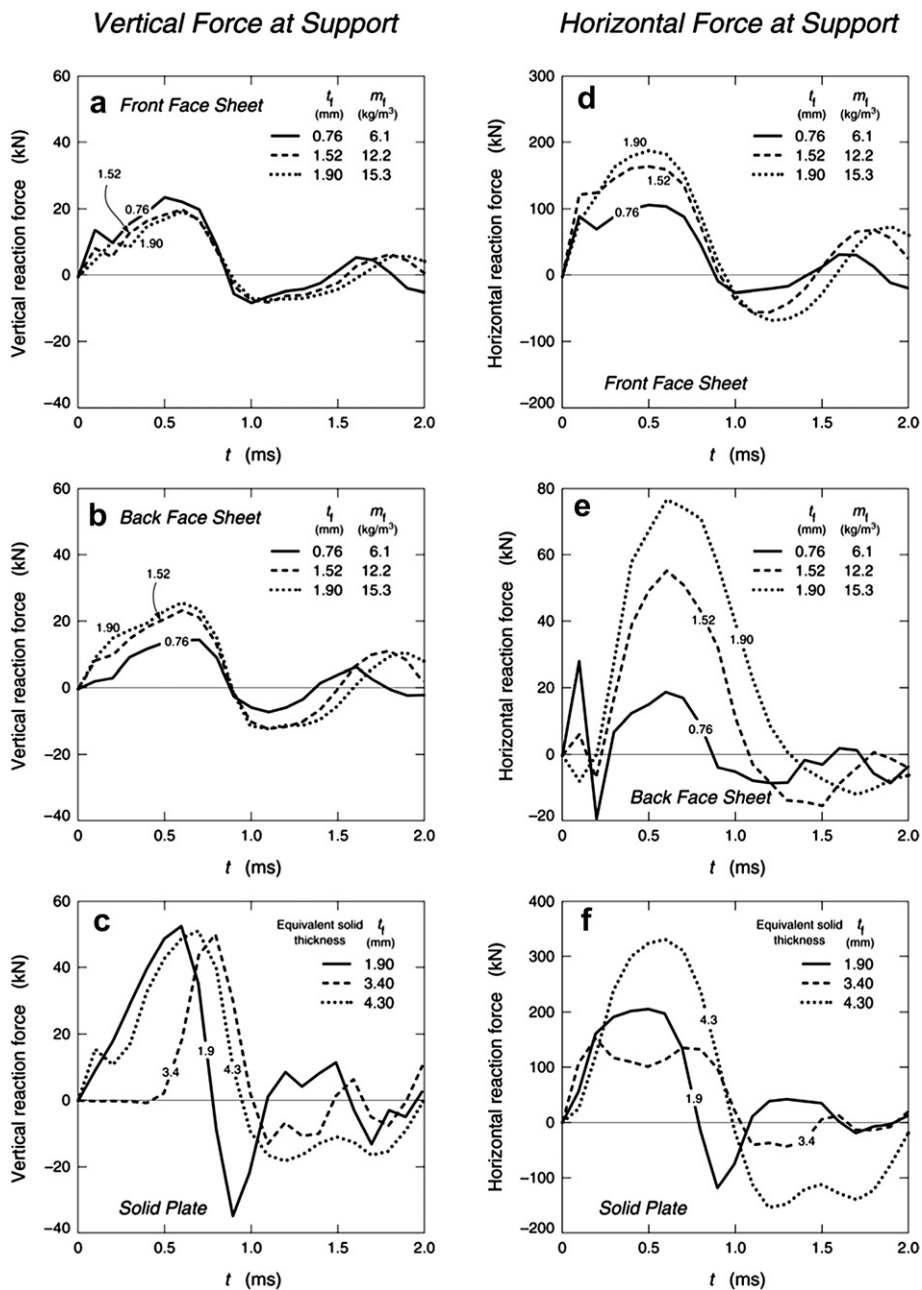 Vertical Force at Support
Horizontal Force at Support
a Front Face Sheet
tf mf
(mm) (kg/m³)
0.76 6.1
1.52 12.2
1.90 15.3
1.52
0.76
1.90
60
40
20
0
−20
−40
Vertical reaction force (kN)
0 0.5 1.0 1.5 2.0
t (ms)
d
tf mf
(mm) (kg/m³)
0.76 6.1
1.52 12.2
1.90 15.3
1.90
1.52
0.76
300
200
100
0
−100
−200
Horizontal reaction force (kN)
Front Face Sheet
0 0.5 1.0 1.5 2.0
t (ms)
b Back Face Sheet
tf mf
(mm) (kg/m³)
0.76 6.1
1.52 12.2
1.90 15.3
1.52
1.90
0.76
60
40
20
0
−20
−40
Vertical reaction force (kN)
0 0.5 1.0 1.5 2.0
t (ms)
e
tf mf
(mm) (kg/m³)
0.76 6.1
1.52 12.2
1.90 15.3
1.52
1.90
0.76
80
60
40
20
0
−20
Horizontal reaction force (kN)
Back Face Sheet
0 0.5 1.0 1.5 2.0
t (ms)
c
Equivalent solid tf
thickness (mm)
1.90
3.40
4.30
3.4
1.9
4.3
60
40
20
0
−20
−40
Vertical reaction force (kN)
Solid Plate
0 0.5 1.0 1.5 2.0
t (ms)
f
Equivalent solid tf
thickness (mm)
1.90
3.40
4.30
4.3
1.9
3.4
400
300
200
100
0
−100
−200
Horizontal reaction force (kN)
Solid Plate
0 0.5 1.0 1.5 2.0
t (ms)